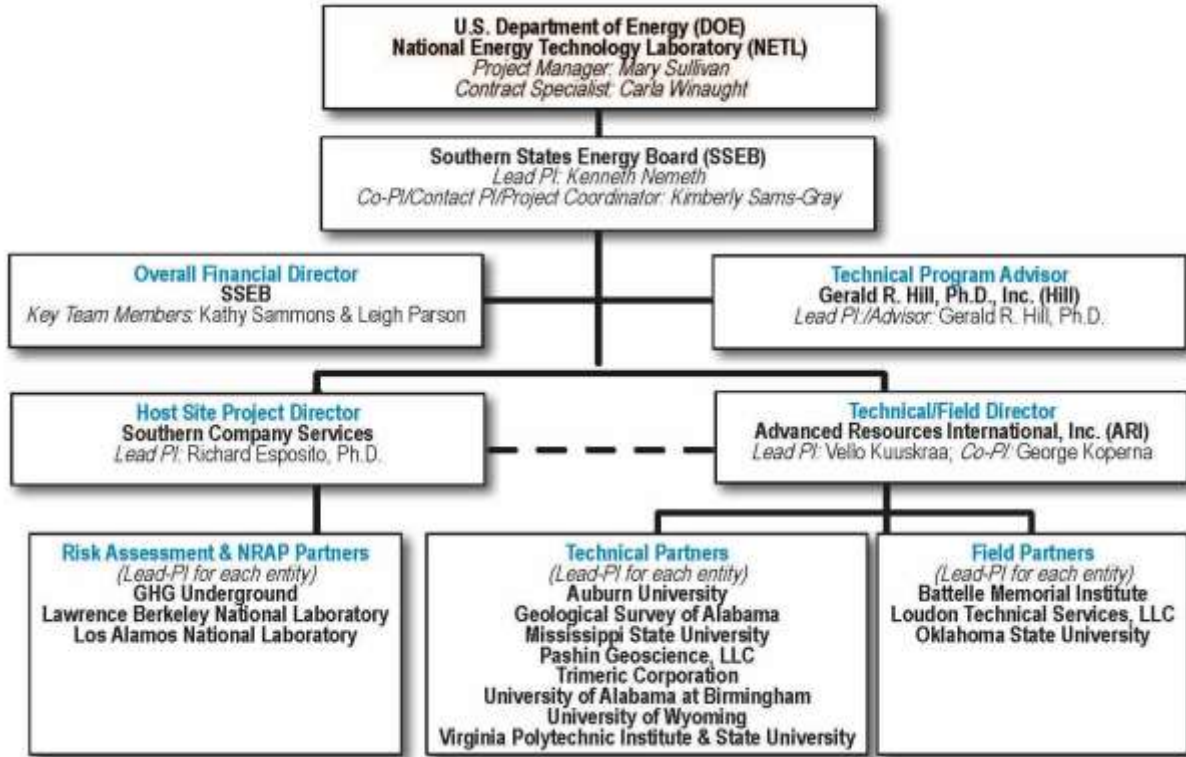 U.S. Department of Energy (DOE)
National Energy Technology Laboratory (NETL)
Project Manager: Mary Sullivan
Contract Specialist: Carla Winaught
Southern States Energy Board (SSEB)
Lead PI: Kenneth Nemeth
Co-PI/Contact PI/Project Coordinator: Kimberly Sams-Gray
Overall Financial Director
SSEB
Key Team Members: Kathy Sammons & Leigh Parson
Technical Program Advisor
Gerald R. Hill, Ph.D., Inc. (Hill)
Lead PI./Advisor: Gerald R. Hill, Ph.D.
Host Site Project Director
Southern Company Services
Lead PI: Richard Esposito, Ph.D.
Technical/Field Director
Advanced Resources International, Inc. (ARI)
Lead PI: Vello Kuuskraa; Co-PI: George Koperna
Risk Assessment & NRAP Partners
(Lead-PI for each entity)
GHG Underground
Lawrence Berkeley National Laboratory
Los Alamos National Laboratory
Technical Partners
(Lead-PI for each entity)
Auburn University
Geological Survey of Alabama
Mississippi State University
Pashin Geoscience, LLC
Trimeric Corporation
University of Alabama at Birmingham
University of Wyoming
Virginia Polytechnic Institute & State University
Field Partners
(Lead-PI for each entity)
Battelle Memorial Institute
Loudon Technical Services, LLC
Oklahoma State University